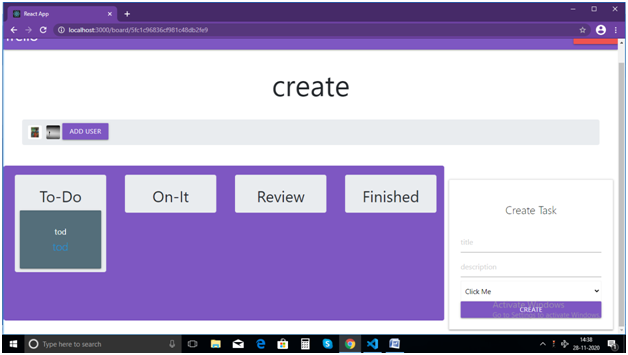 React App
localhost:3000/board/5fc1c96836cf981c48db2fe9
Trello
create
ADD USER
To-Do
On-It
Review
Finished
tod
tod
Create Task
title
description
Click Me
Activate Windows
Go to Settings to activate Windows.
CREATE
Type here to search
14:38
28-11-2020